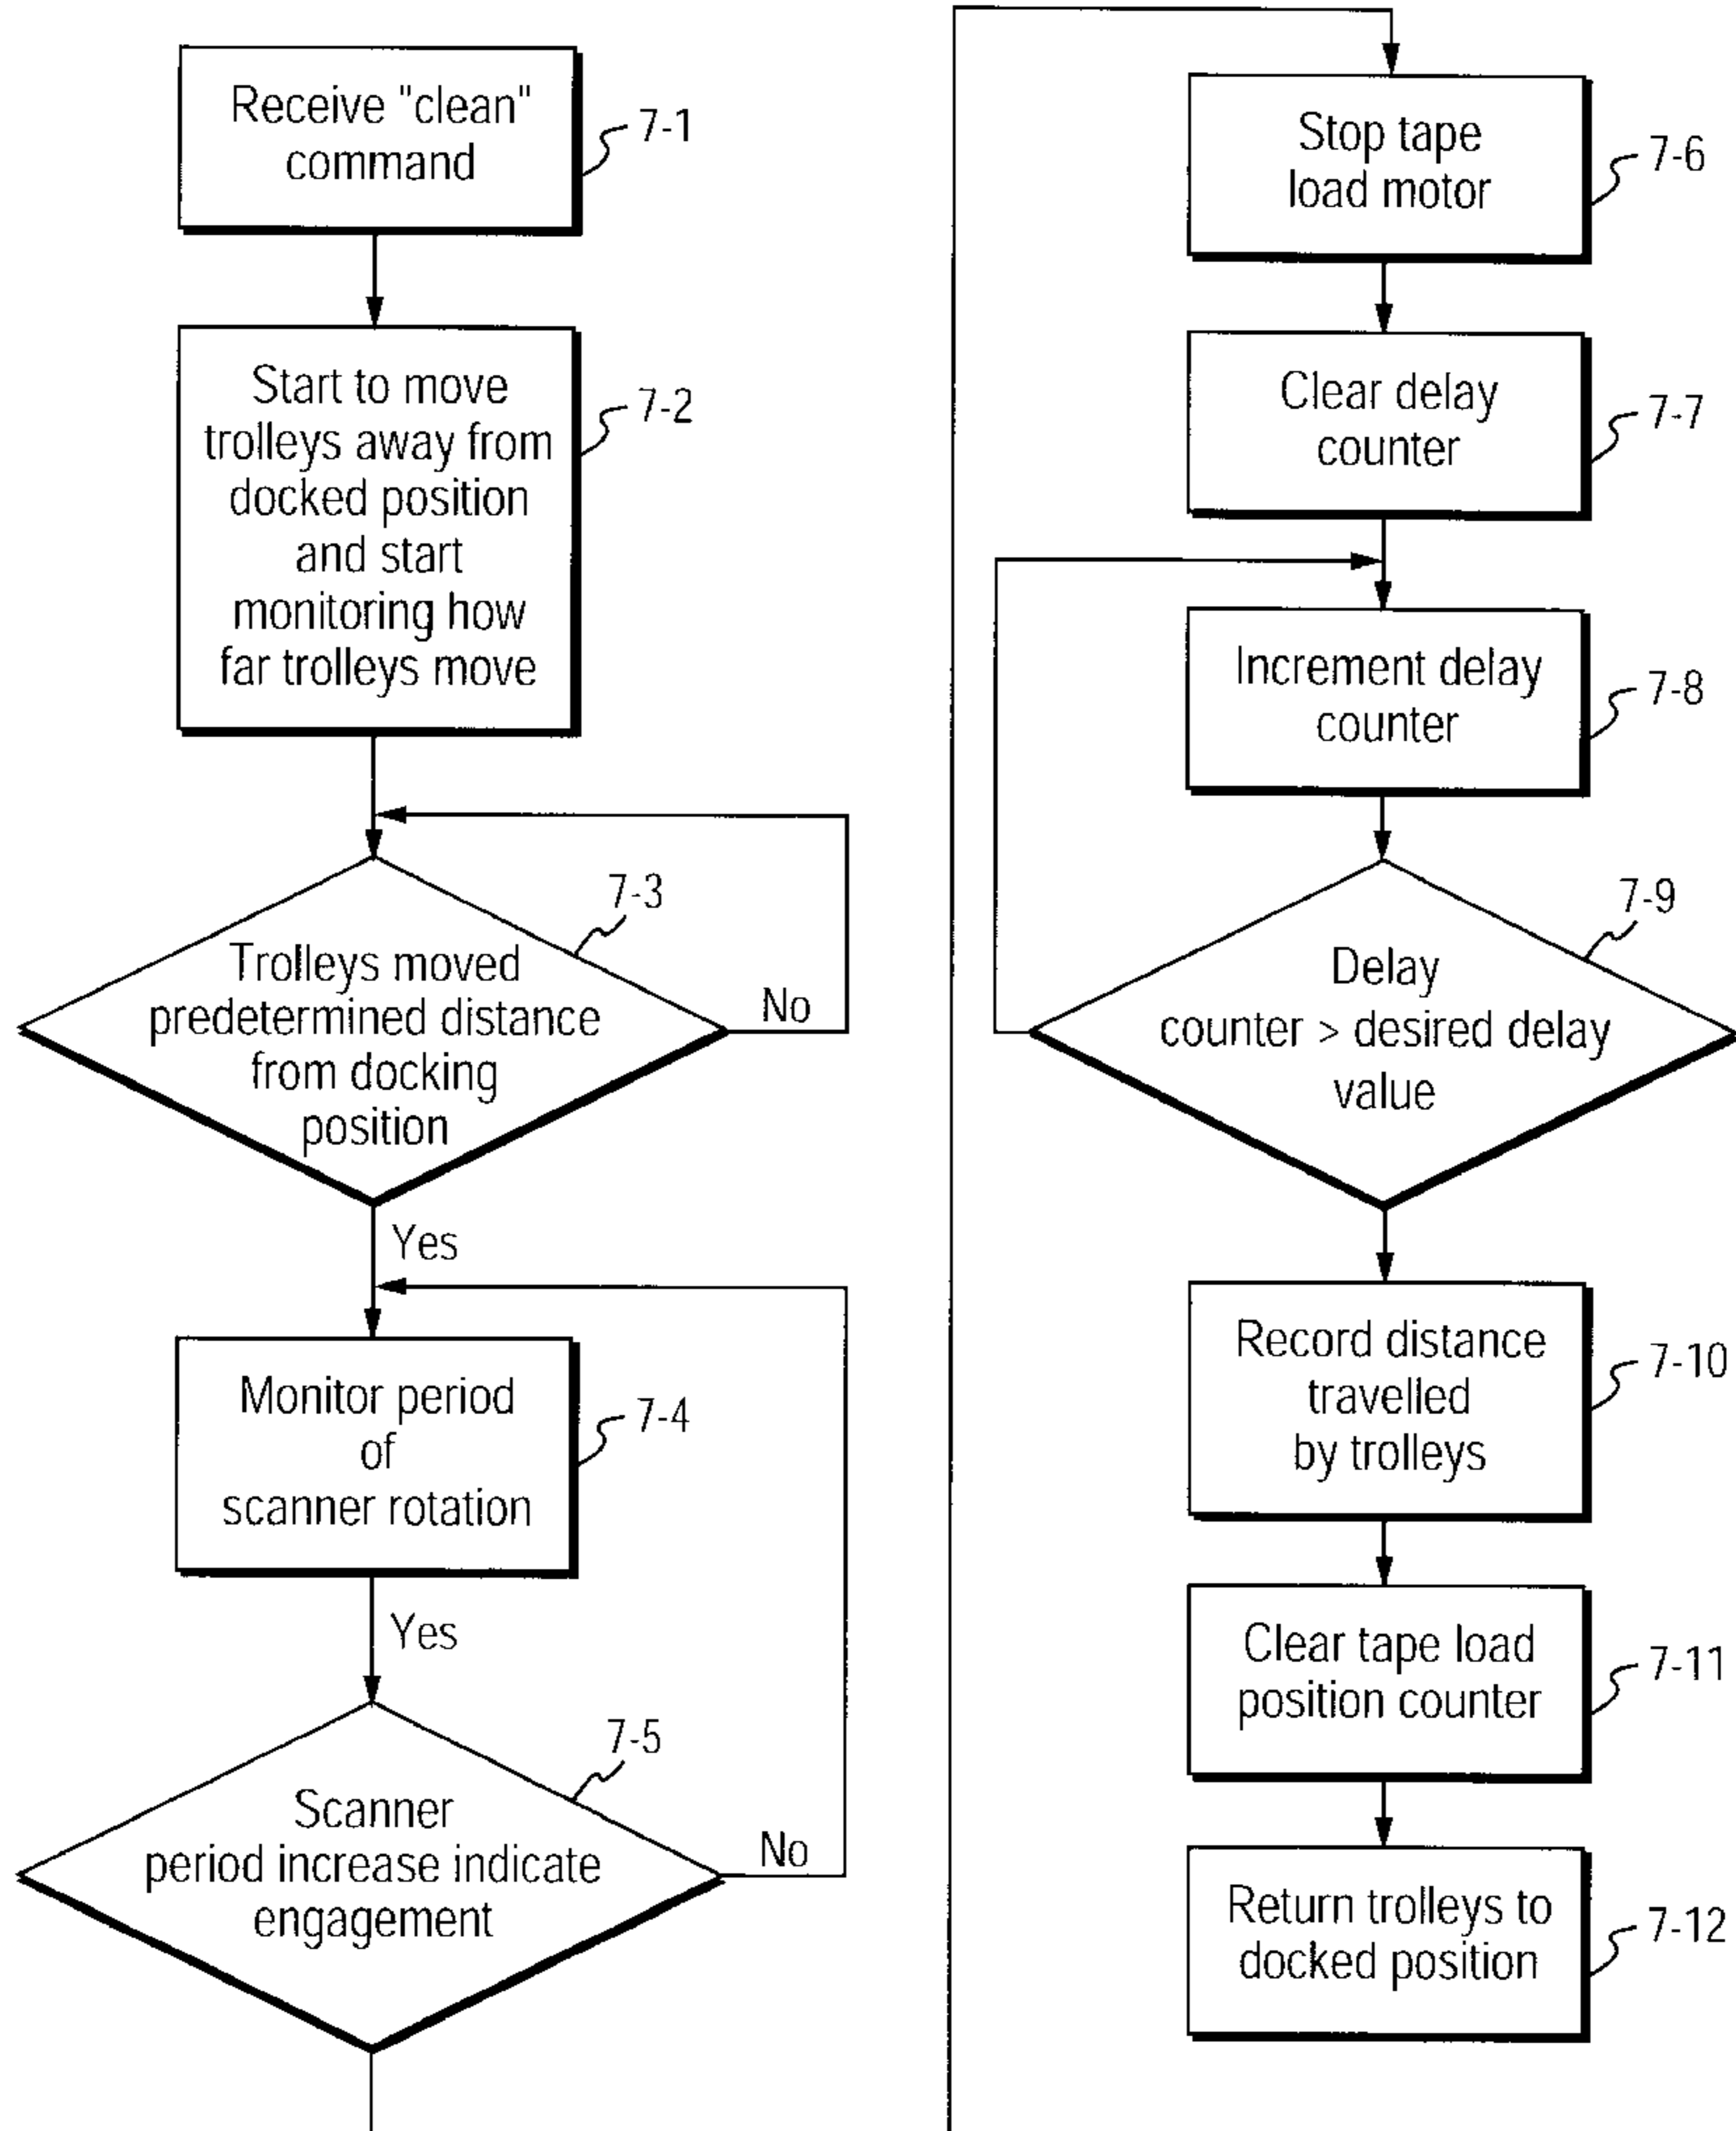 Receive "clean"
command
7-1
Start to move
trolleys away from
docked position
and start
monitoring how
far trolleys move
7-2
7-3
Trolleys moved
predetermined distance
from docking
position
No
Yes
Monitor period
of
scanner rotation
7-4
Yes
7-5
Scanner
period increase indicate
engagement
No
Stop tape
load motor
7-6
Clear delay
counter
7-7
Increment delay
counter
7-8
7-9
Delay
counter > desired delay
value
Record distance
travelled
by trolleys
7-10
Clear tape load
position counter
7-11
Return trolleys to
docked position
7-12